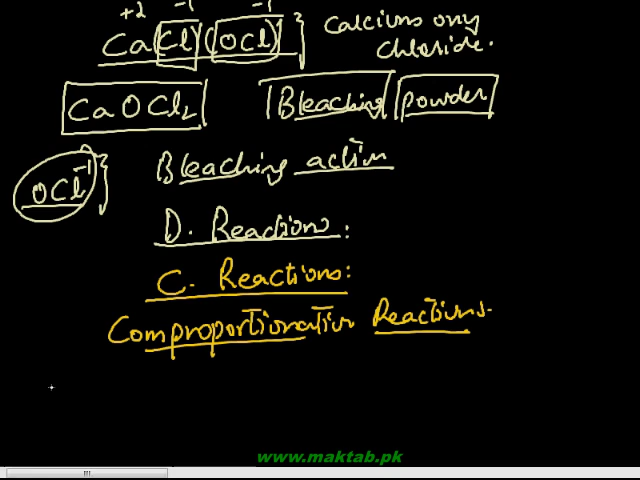 +2 -1 -1
Ca(Cl)(OCl)} Calcium oxy
chloride.
CaOCl2 Bleaching powder
OCl-1} Bleaching action
D. Reactions:
C. Reactions:
Comproportionation Reactions.
www.maktab.pk